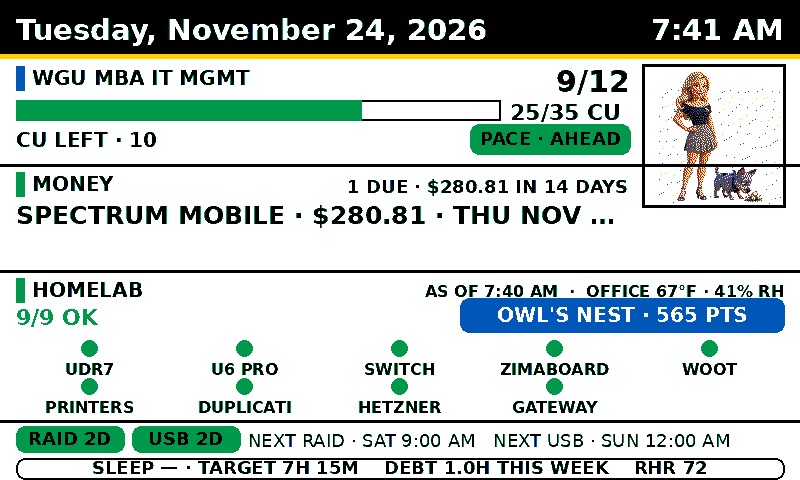 Tuesday, November 24, 2026 7:41 AM
WGU MBA IT MGMT 9/12
25/35 CU
CU LEFT · 10 PACE · AHEAD
MONEY 1 DUE · $280.81 IN 14 DAYS
SPECTRUM MOBILE · $280.81 · THU NOV ...
HOMELAB AS OF 7:40 AM · OFFICE 67°F · 41% RH
9/9 OK OWL'S NEST · 565 PTS
UDR7 U6 PRO SWITCH ZIMABOARD WOOT
PRINTERS DUPLICATI HETZNER GATEWAY
RAID 2D USB 2D NEXT RAID · SAT 9:00 AM NEXT USB · SUN 12:00 AM
SLEEP — · TARGET 7H 15M DEBT 1.0H THIS WEEK RHR 72